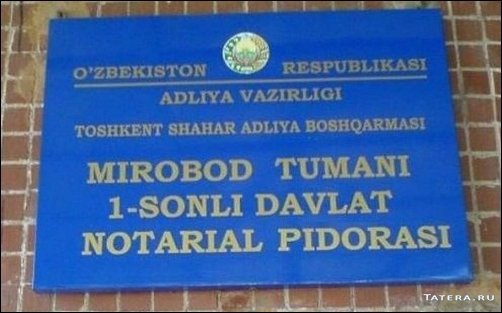 O'ZBEKISTON RESPUBLIKASI
ADLIYA VAZIRLIGI
TOSHKENT SHAHAR ADLIYA BOSHQARMASI
MIROBOD TUMANI
1-SONLI DAVLAT
NOTARIAL PIDORASI
TATERA.RU